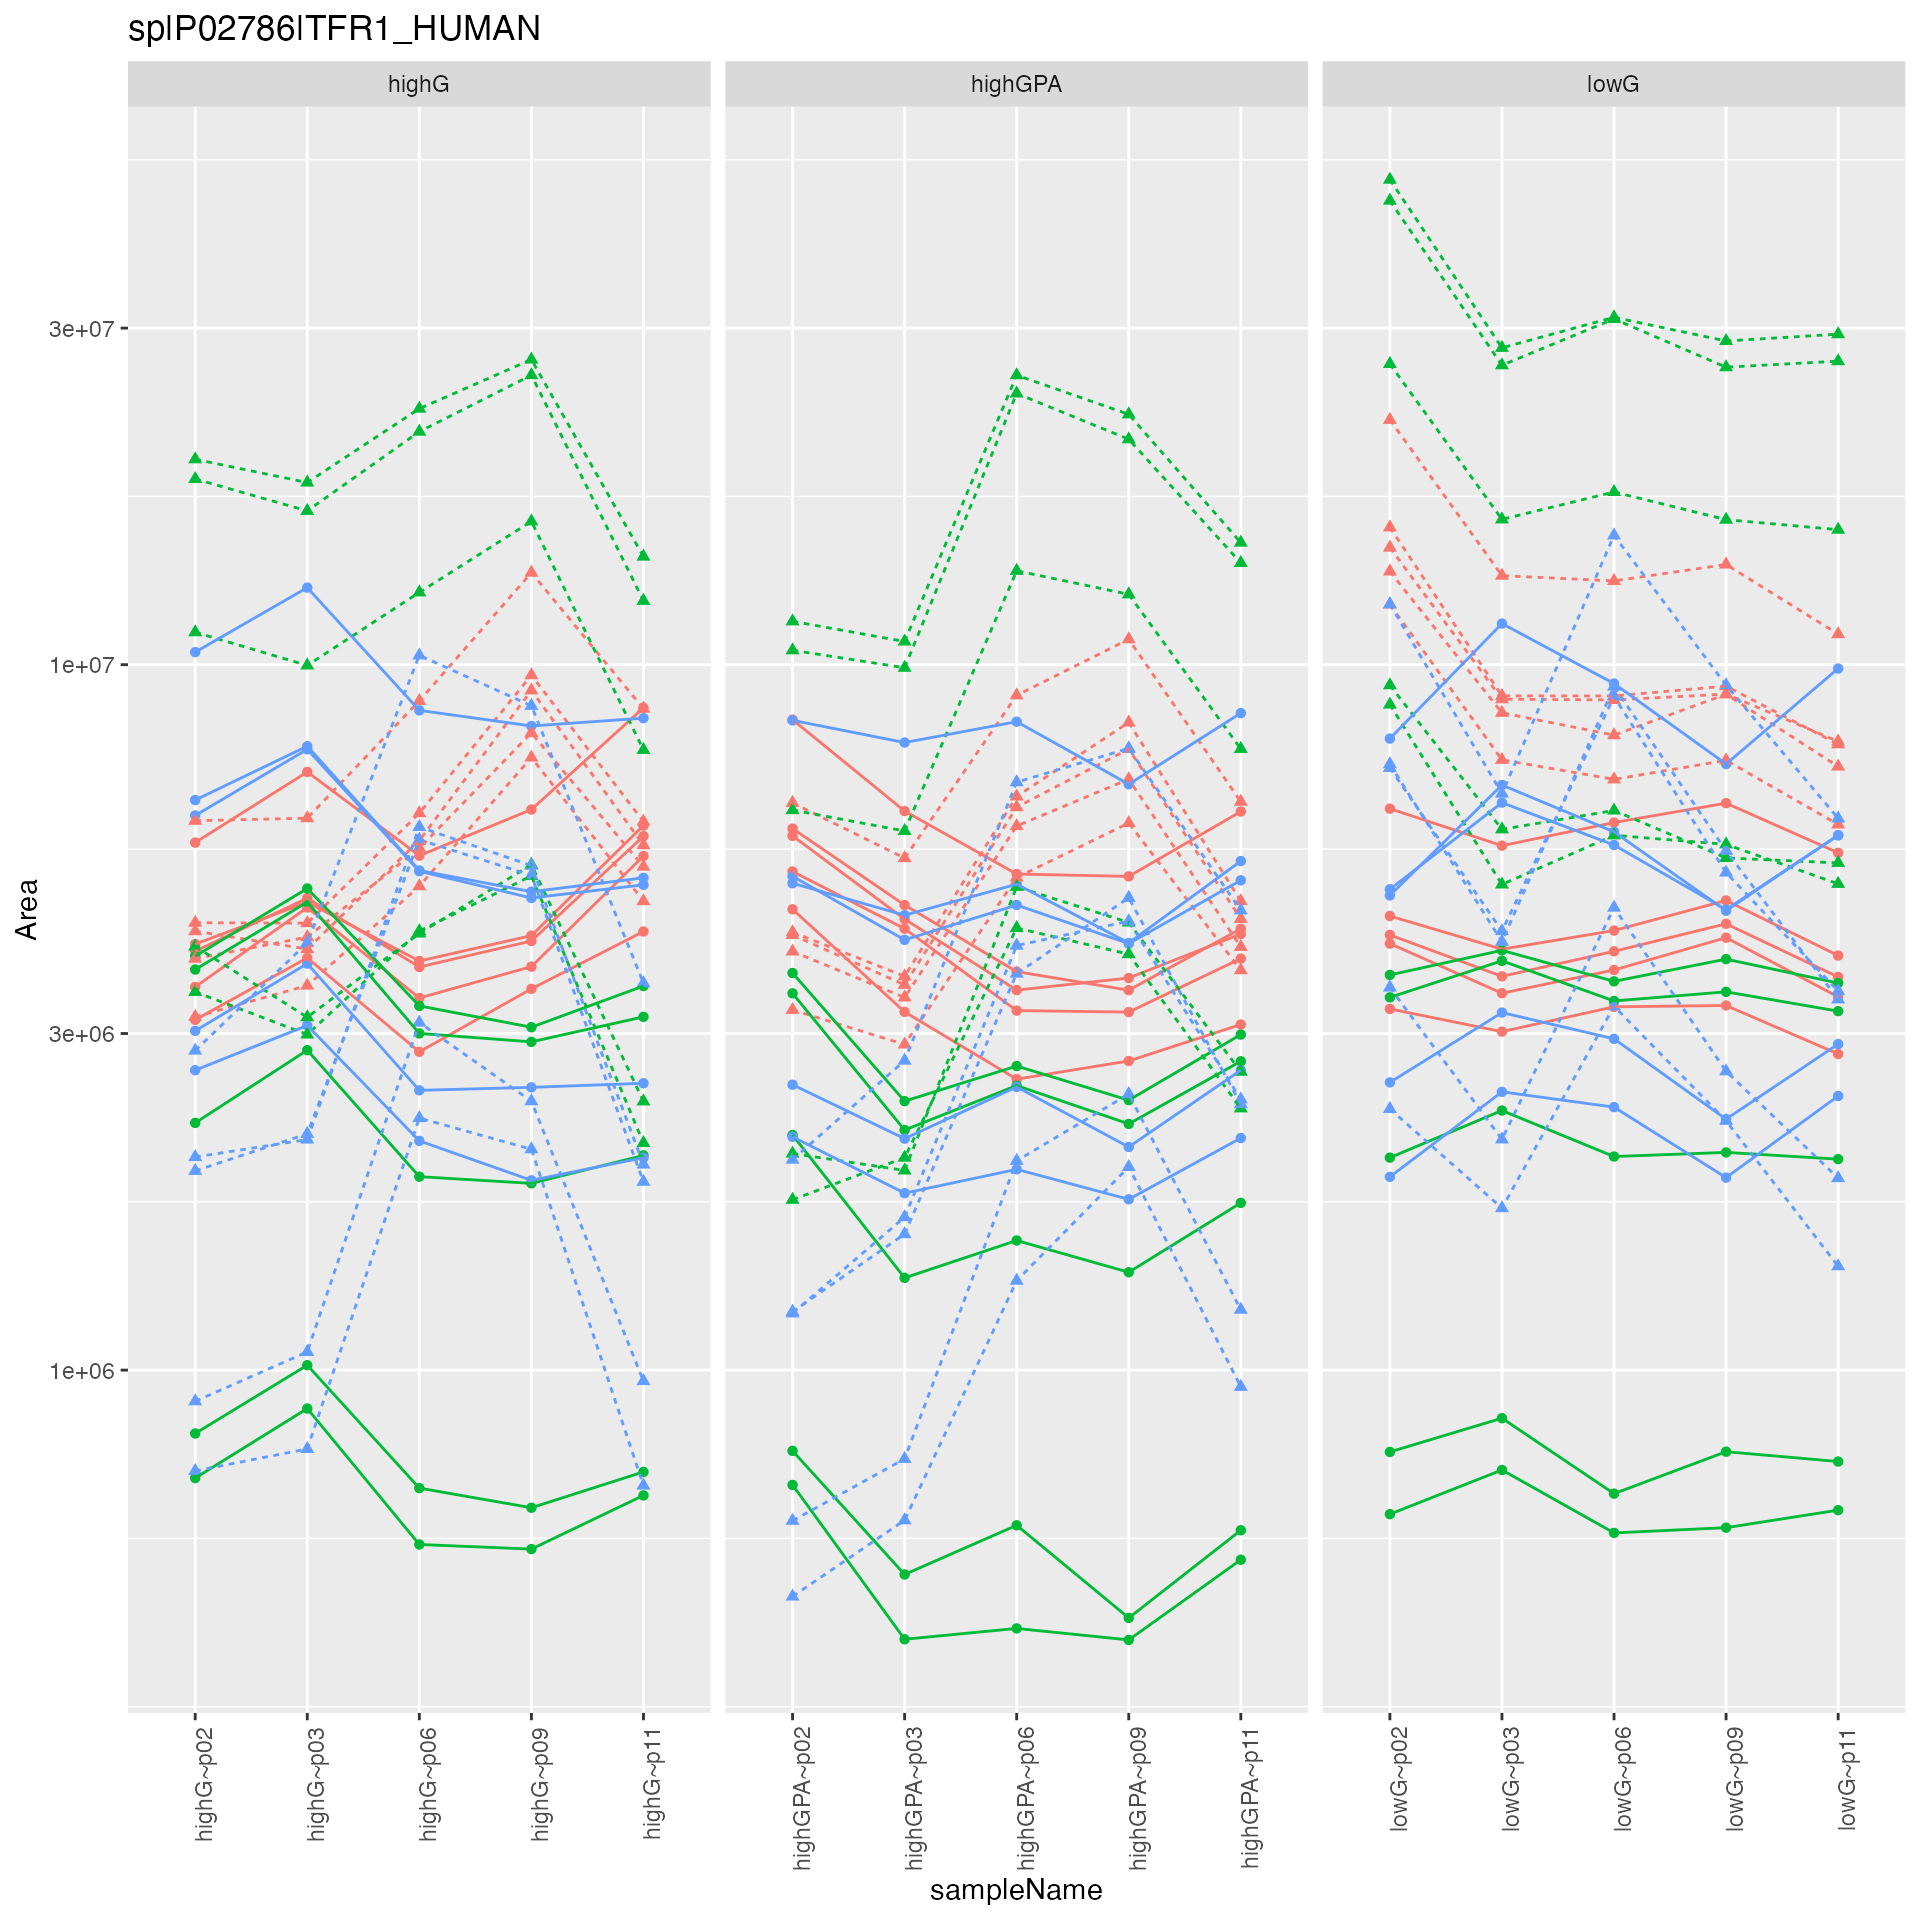 sp|P02786|TFR1_HUMAN
highG
highGPA
lowG
3e+07
1e+07
3e+06
1e+06
Area
highG~p02
highG~p03
highG~p06
highG~p09
highG~p11
highGPA~p02
highGPA~p03
highGPA~p06
highGPA~p09
highGPA~p11
lowG~p02
lowG~p03
lowG~p06
lowG~p09
lowG~p11
sampleName